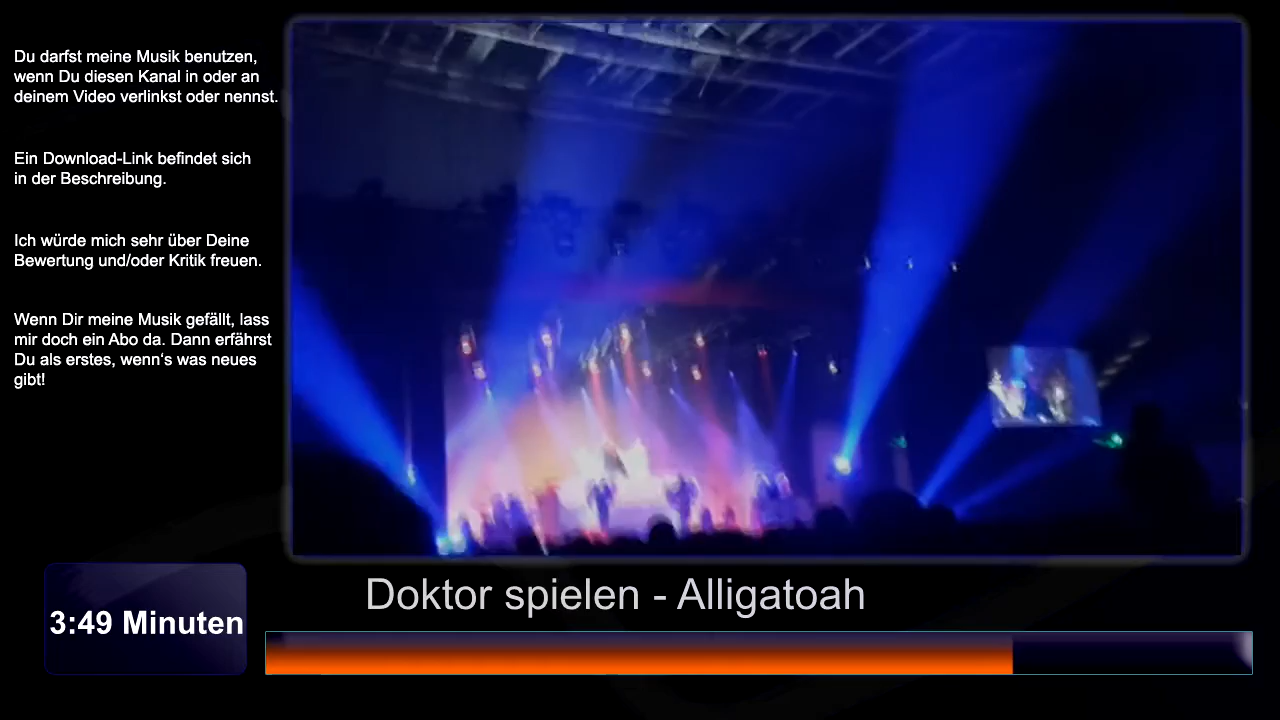 Du darfst meine Musik benutzen,
wenn Du diesen Kanal in oder an
deinem Video verlinkst oder nennst.
Ein Download-Link befindet sich
in der Beschreibung.
Ich würde mich sehr über Deine
Bewertung und/oder Kritik freuen.
Wenn Dir meine Musik gefällt, lass
mir doch ein Abo da. Dann erfährst
Du als erstes, wenn‘s was neues
gibt!
Doktor spielen - Alligatoah
3:49 Minuten